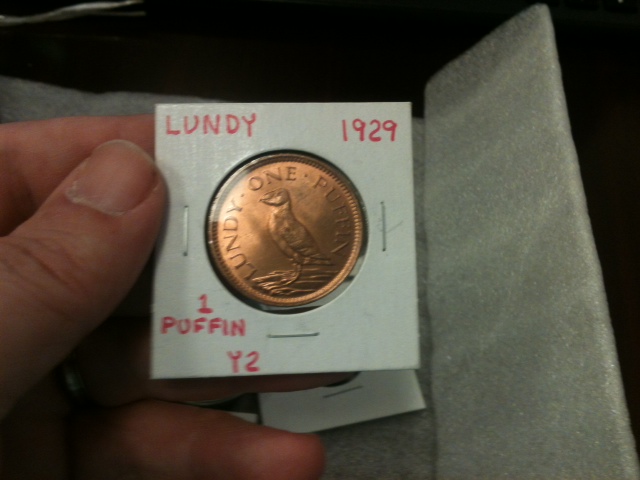 LUNDY 1929
LUNDY · ONE · PUFFIN
1
PUFFIN
Y2